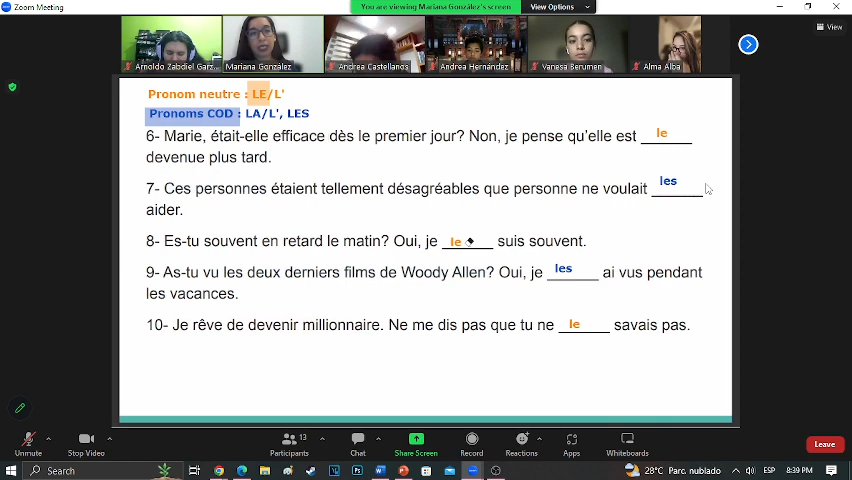 Zoom Meeting
You are viewing Mariana González's screen
View Options
View
Arnoldo Zabdiel Garz...
Mariana González
Andrea Castellanos
Andrea Hernández
Vanesa Berumen
Alma Alba
Pronom neutre : LE/L'
Pronoms COD : LA/L', LES
6- Marie, était-elle efficace dès le premier jour? Non, je pense qu'elle est le
devenue plus tard.
7- Ces personnes étaient tellement désagréables que personne ne voulait les
aider.
8- Es-tu souvent en retard le matin? Oui, je le suis souvent.
9- As-tu vu les deux derniers films de Woody Allen? Oui, je les ai vus pendant
les vacances.
10- Je rêve de devenir millionnaire. Ne me dis pas que tu ne le savais pas.
Unmute
Stop Video
13
Participants
Chat
Share Screen
Record
Reactions
Apps
Whiteboards
Leave
Search
28°C Parc. nublado
ESP
8:39 PM